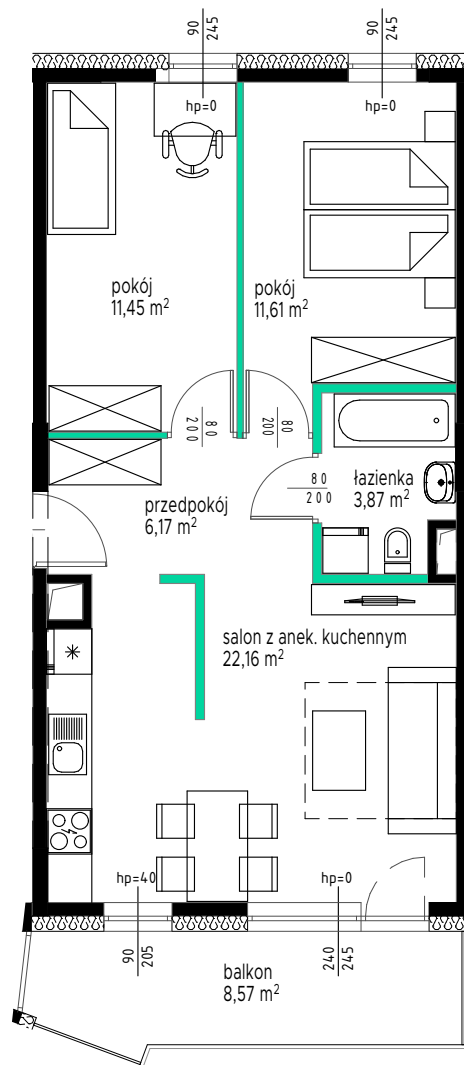 90
245
90
245
hp=0
hp=0
pokój
11,45 m²
pokój
11,61 m²
80
200
80
200
80
200
łazienka
3,87 m²
przedpokój
6,17 m²
salon z anek. kuchennym
22,16 m²
hp=40
hp=0
90
205
240
245
balkon
8,57 m²